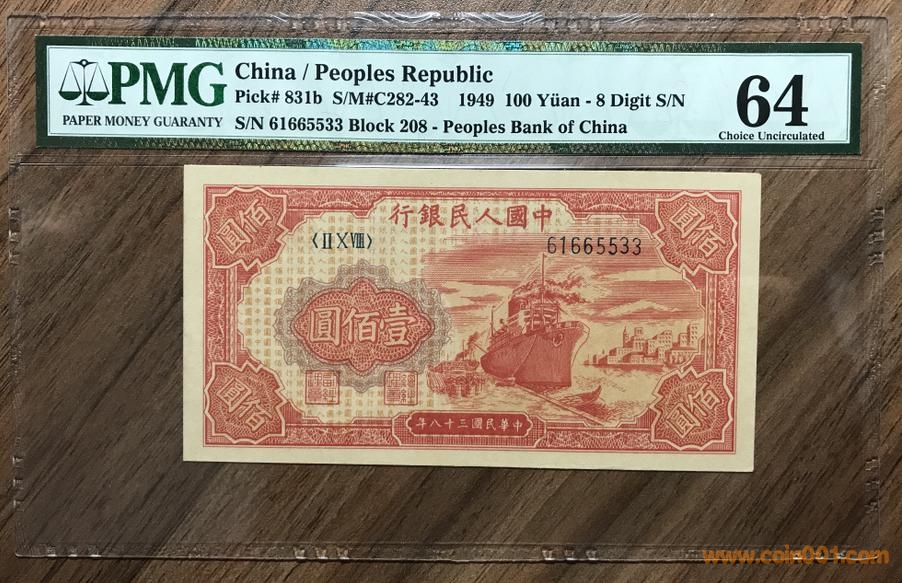 PMG
PAPER MONEY GUARANTY
China / Peoples Republic
Pick# 831b S/M#C282-43 1949 100 Yüan - 8 Digit S/N
S/N 61665533 Block 208 - Peoples Bank of China
64
Choice Uncirculated
行銀民人國中
圓佰
佰圓
〈ⅡⅩⅧ〉
61665533
圓佰壹
圓佰
佰圓
年八十三國民華中
www.coin001.com